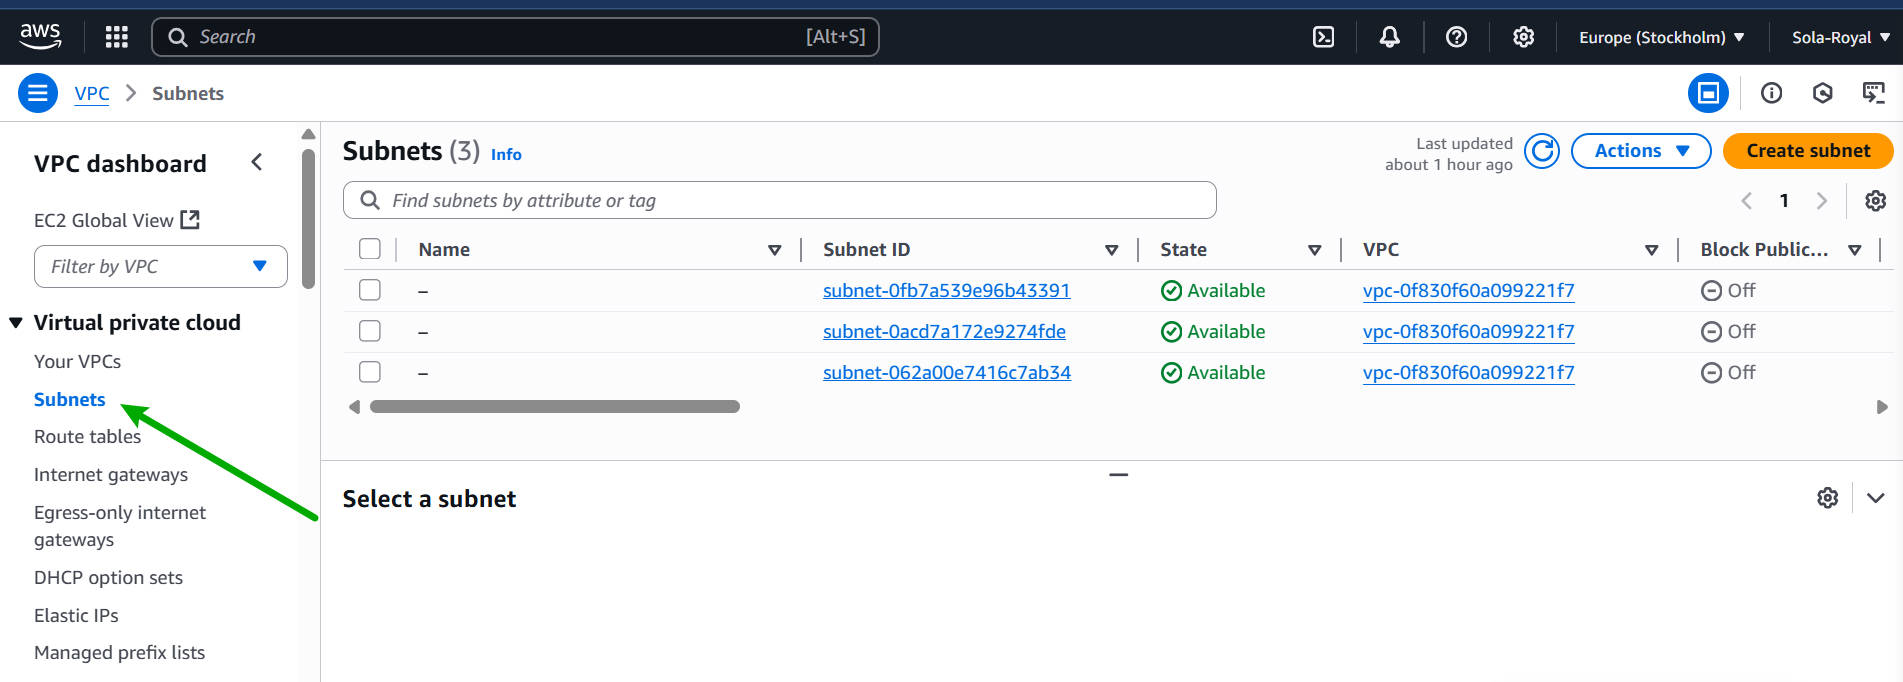 aws
Search [Alt+S]
Europe (Stockholm)
Sola-Royal
VPC
Subnets
VPC dashboard
EC2 Global View
Filter by VPC
Virtual private cloud
Your VPCs
Subnets
Route tables
Internet gateways
Egress-only internet
gateways
DHCP option sets
Elastic IPs
Managed prefix lists
Subnets (3) Info
Last updated
about 1 hour ago
Actions
Create subnet
Find subnets by attribute or tag
1
Name Subnet ID State VPC Block Public...
– subnet-0fb7a539e96b43391 Available vpc-0f830f60a099221f7 Off
– subnet-0acd7a172e9274fde Available vpc-0f830f60a099221f7 Off
– subnet-062a00e7416c7ab34 Available vpc-0f830f60a099221f7 Off
Select a subnet